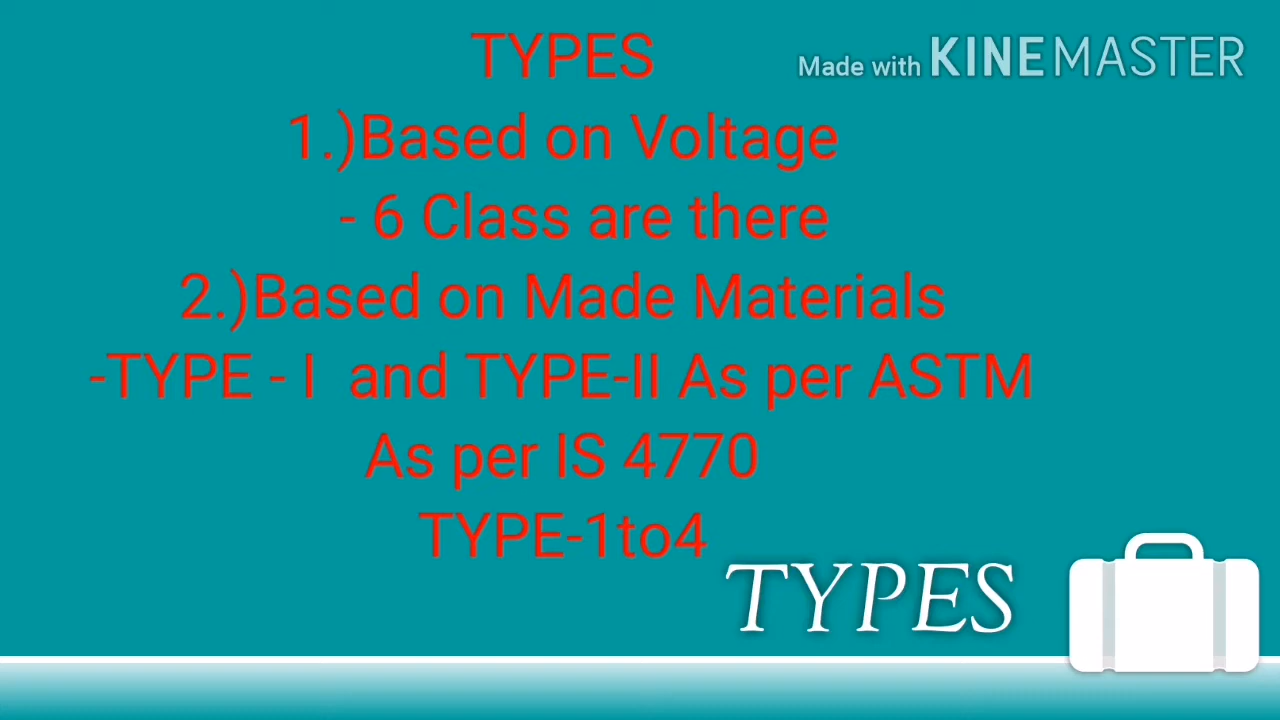 TYPES
Made with KINEMASTER
1.)Based on Voltage
- 6 Class are there
2.)Based on Made Materials
-TYPE - I and TYPE-II As per ASTM
As per IS 4770
TYPE-1to4
TYPES